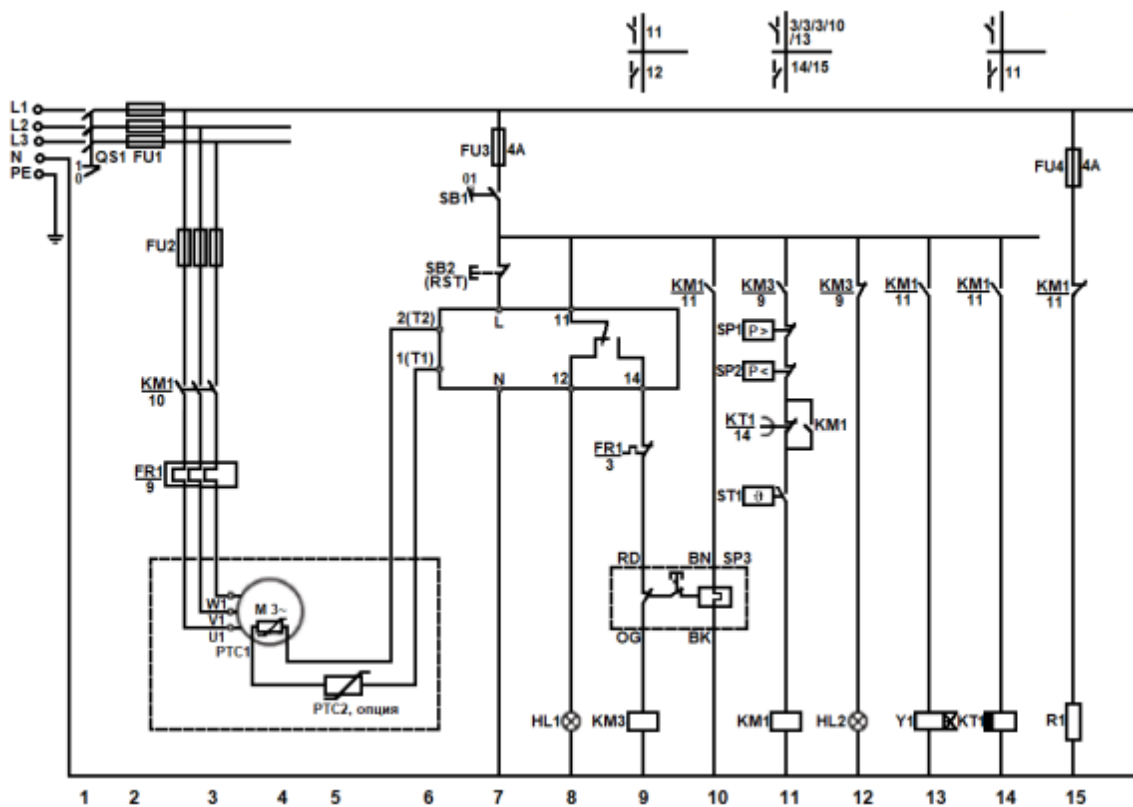 11
12
3/3/3/10
/13
14/15
11
L1
L2
L3
N
PE
1
0
QS1
FU1
FU2
FU3
4A
01
SB1
SB2
(RST)
FU4
4A
KM1
11
KM3
9
KM3
9
KM1
11
KM1
11
KM1
11
2(T2)
1(T1)
L
11
N
12
14
SP1
P >
SP2
P <
KM1
10
KT1
14
KM1
FR1
3
FR1
9
ST1
RD
BN
SP3
OG
BK
M 3~
W1
V1
U1
PTC1
PTC2, опция
HL1
KM3
KM1
HL2
Y1
KT1
R1
1 2 3 4 5 6 7 8 9 10 11 12 13 14 15